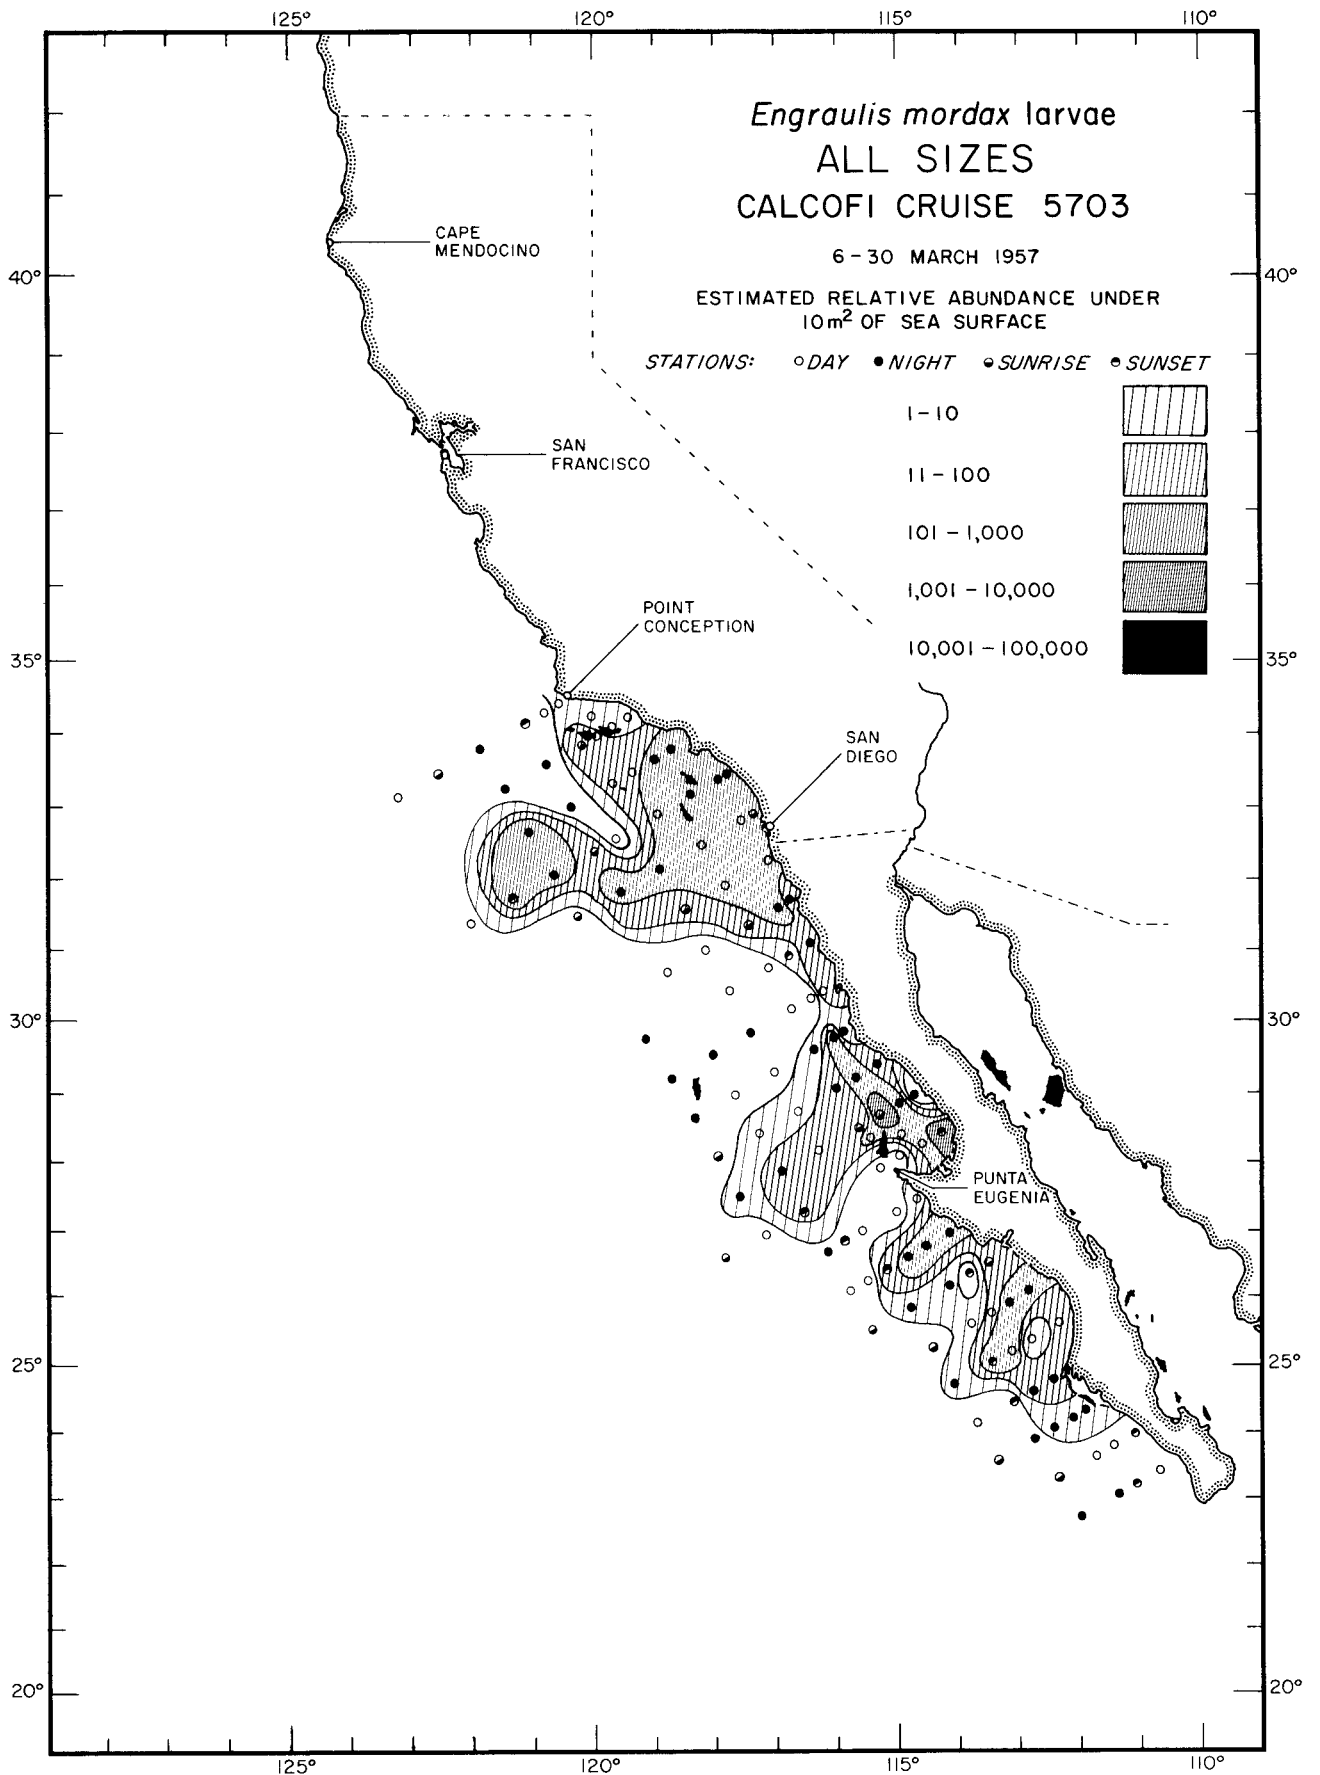 125° 120° 115° 110°
Engraulis mordax larvae
ALL SIZES
CALCOFI CRUISE 5703
6-30 MARCH 1957
ESTIMATED RELATIVE ABUNDANCE UNDER
10m² OF SEA SURFACE
STATIONS: DAY NIGHT SUNRISE SUNSET
1-10
11-100
101-1,000
1,001-10,000
10,001-100,000
CAPE
MENDOCINO
40° 40°
SAN
FRANCISCO
POINT
CONCEPTION
35° 35°
SAN
DIEGO
30° 30°
PUNTA
EUGENIA
25° 25°
20° 20°
125° 120° 115° 110°